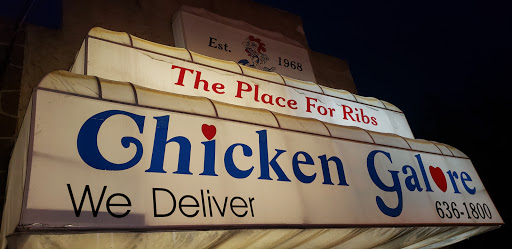 Est. 1968
The Place For Ribs
Chicken Galore
We Deliver 636-1800